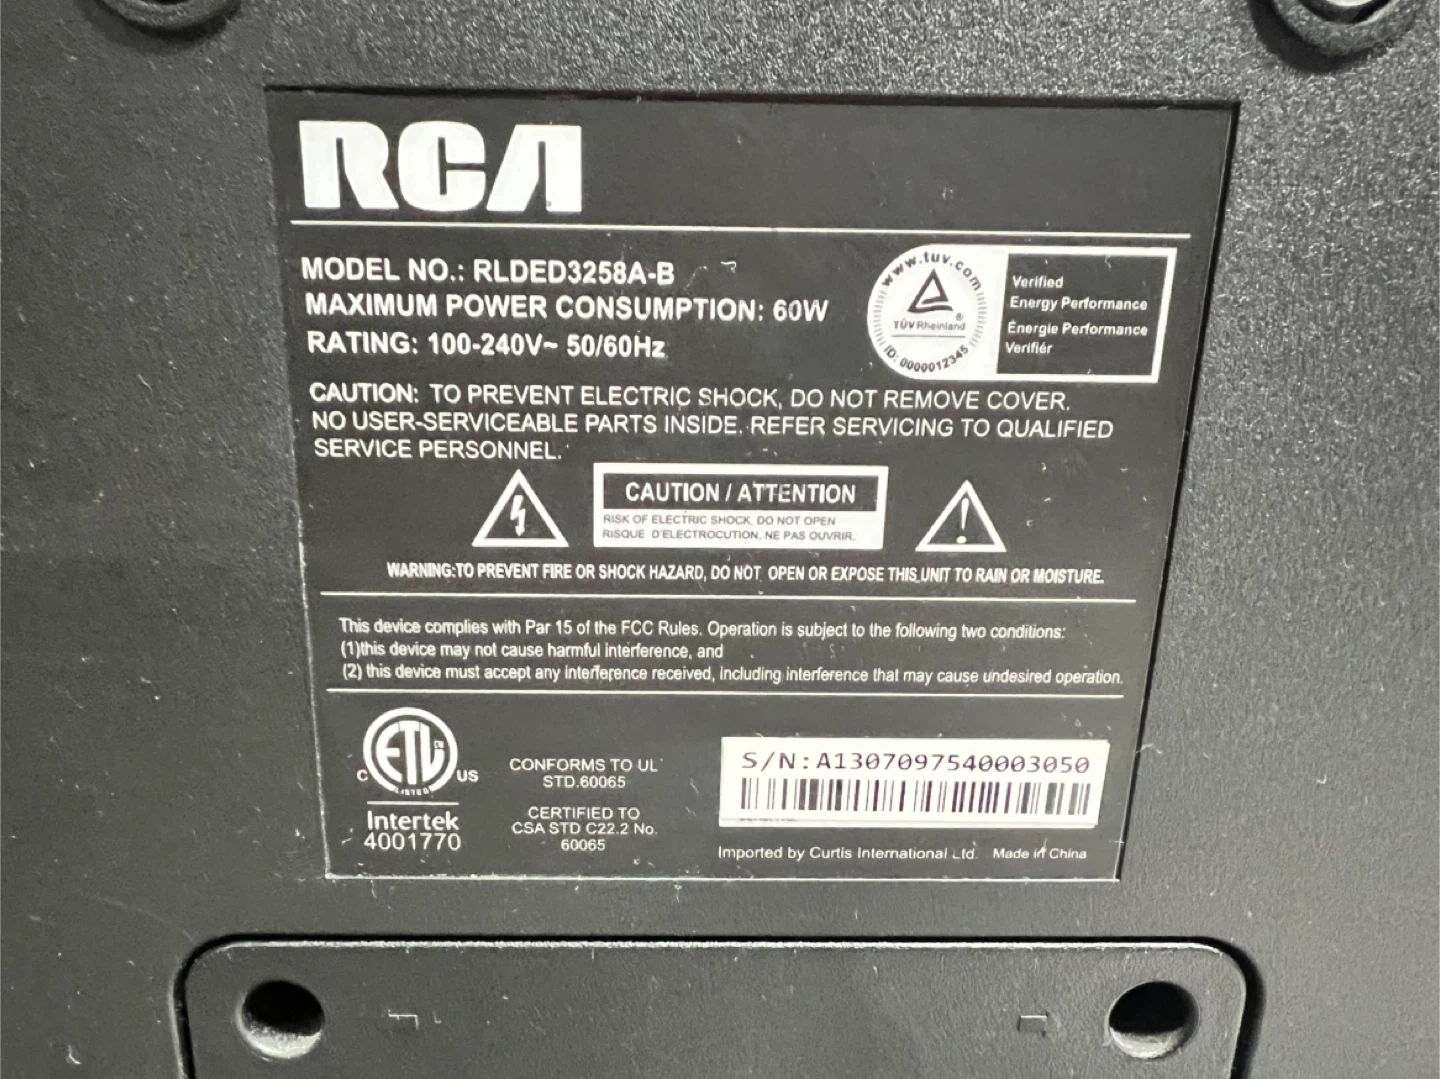 RCA
MODEL NO.: RLDED3258A-B
MAXIMUM POWER CONSUMPTION: 60W
RATING: 100-240V~ 50/60Hz
www.tuv.com
TÜVRheinland
®
ID: 0000012345
Verified
Energy Performance
Énergie Performance
Verifiér
CAUTION: TO PREVENT ELECTRIC SHOCK, DO NOT REMOVE COVER.
NO USER-SERVICEABLE PARTS INSIDE. REFER SERVICING TO QUALIFIED
SERVICE PERSONNEL.
CAUTION / ATTENTION
RISK OF ELECTRIC SHOCK, DO NOT OPEN
RISQUE D'ELECTROCUTION, NE PAS OUVRIR.
WARNING:TO PREVENT FIRE OR SHOCK HAZARD, DO NOT OPEN OR EXPOSE THIS UNIT TO RAIN OR MOISTURE.
This device complies with Par 15 of the FCC Rules. Operation is subject to the following two conditions:
(1)this device may not cause harmful interference, and
(2) this device must accept any interference received, including interference that may cause undesired operation.
ETL
C US
LISTED
Intertek
4001770
CONFORMS TO UL
STD.60065
CERTIFIED TO
CSA STD C22.2 No.
60065
S/N:A1307097540003050
Imported by Curtis International Ltd. Made in China